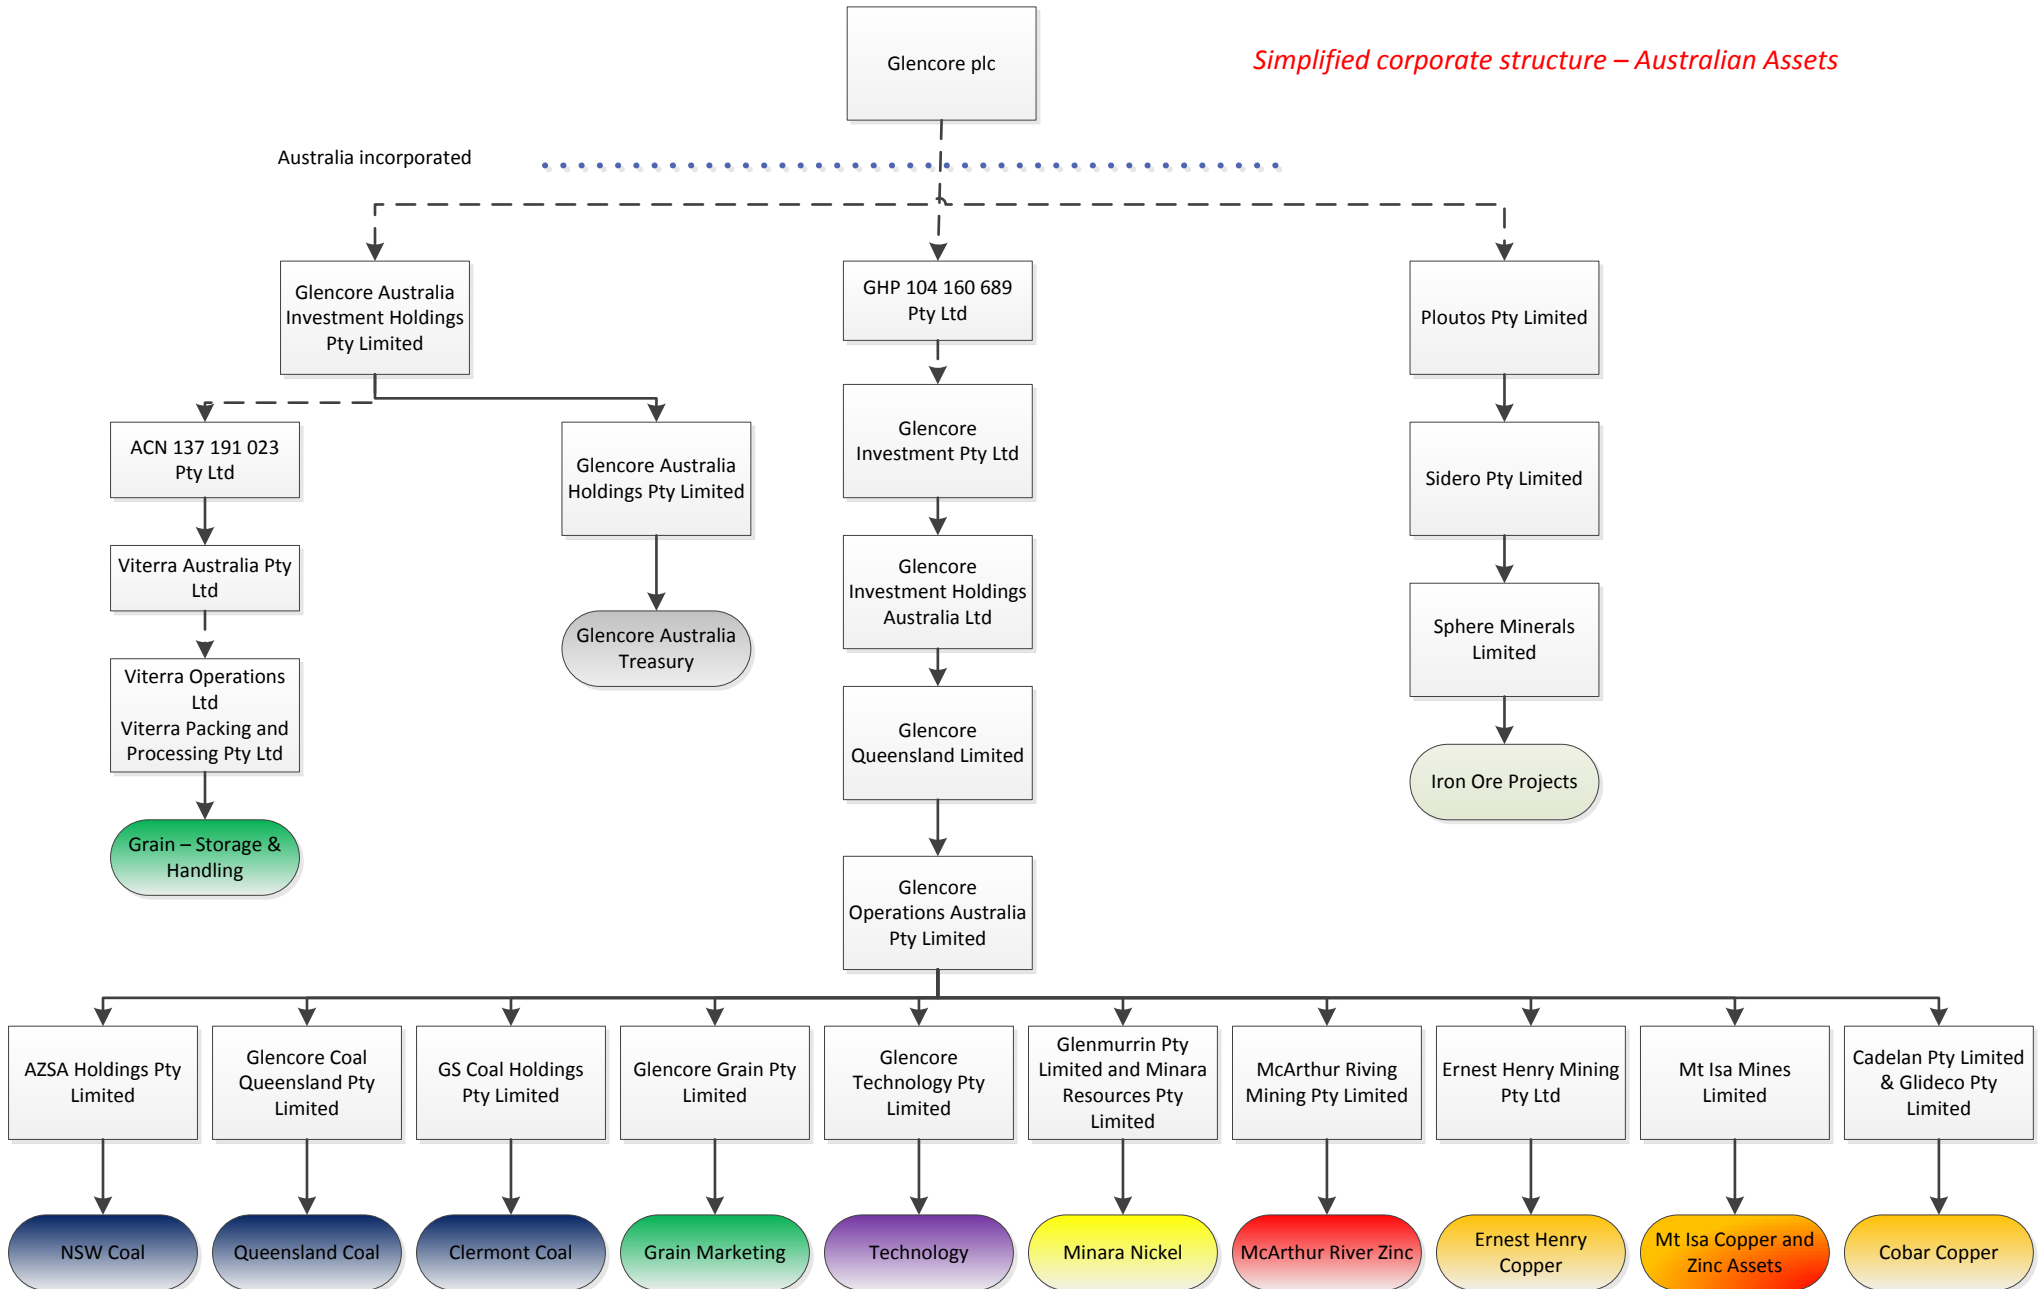 Glencore plc
Simplified corporate structure – Australian Assets
Australia incorporated
Glencore Australia
Investment Holdings
Pty Limited
GHP 104 160 689
Pty Ltd
Ploutos Pty Limited
ACN 137 191 023
Pty Ltd
Glencore Australia
Holdings Pty Limited
Glencore
Investment Pty Ltd
Sidero Pty Limited
Viterra Australia Pty
Ltd
Glencore
Investment Holdings
Australia Ltd
Glencore Australia
Treasury
Sphere Minerals
Limited
Viterra Operations
Ltd
Viterra Packing and
Processing Pty Ltd
Glencore
Queensland Limited
Iron Ore Projects
Grain – Storage &
Handling
Glencore
Operations Australia
Pty Limited
AZSA Holdings Pty
Limited
Glencore Coal
Queensland Pty
Limited
GS Coal Holdings
Pty Limited
Glencore Grain Pty
Limited
Glencore
Technology Pty
Limited
Glenmurrin Pty
Limited and Minara
Resources Pty
Limited
McArthur Riving
Mining Pty Limited
Ernest Henry Mining
Pty Ltd
Mt Isa Mines
Limited
Cadelan Pty Limited
& Glideco Pty
Limited
NSW Coal
Queensland Coal
Clermont Coal
Grain Marketing
Technology
Minara Nickel
McArthur River Zinc
Ernest Henry
Copper
Mt Isa Copper and
Zinc Assets
Cobar Copper